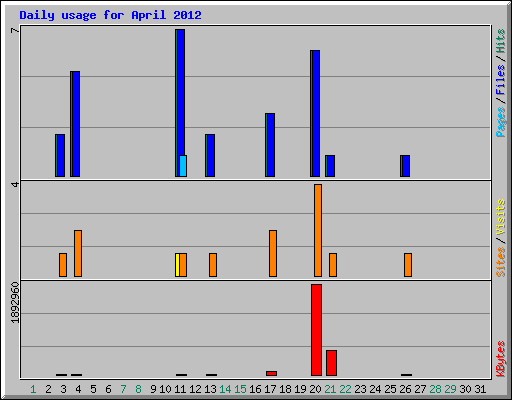 Daily usage for April 2012
7
Pages / Files / Hits
4
Sites / Visits
1892960
KBytes
1 2 3 4 5 6 7 8 9 10 11 12 13 14 15 16 17 18 19 20 21 22 23 24 25 26 27 28 29 30 31